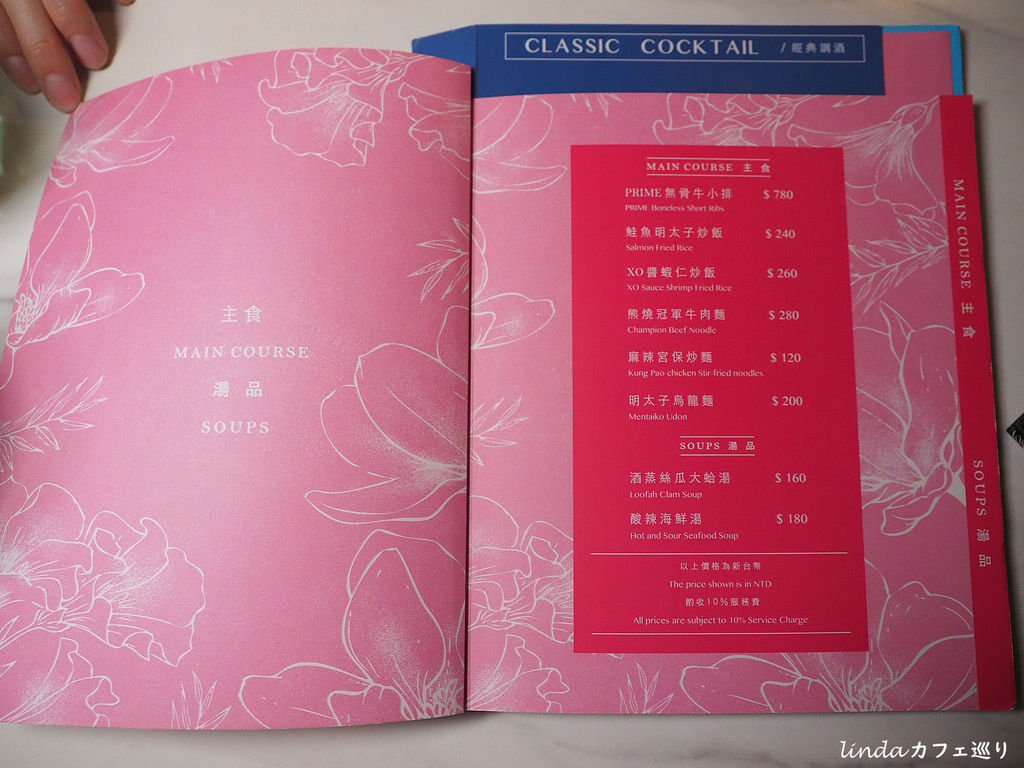 CLASSIC COCKTAIL / 經典調酒
主食
MAIN COURSE
湯品
SOUPS
MAIN COURSE 主食
PRIME無骨牛小排 $ 780
PRIME Boneless Short Ribs
鮭魚明太子炒飯 $ 240
Salmon Fried Rice
XO醬蝦仁炒飯 $ 260
XO Sauce Shrimp Fried Rice
熊燒冠軍牛肉麵 $ 280
Champion Beef Noodle
麻辣宮保炒麵 $ 120
Kung Pao chicken Stir-fried noodles
明太子烏龍麵 $ 200
Mentaiko Udon
SOUPS 湯品
酒蒸絲瓜大蛤湯 $ 160
Loofah Clam Soup
酸辣海鮮湯 $ 180
Hot and Sour Seafood Soup
以上價格為新台幣
The price shown is in NTD.
酌收10%服務費
All prices are subject to 10% Service Charge.
MAIN COURSE 主食
SOUPS 湯品
lindaカフェ巡り